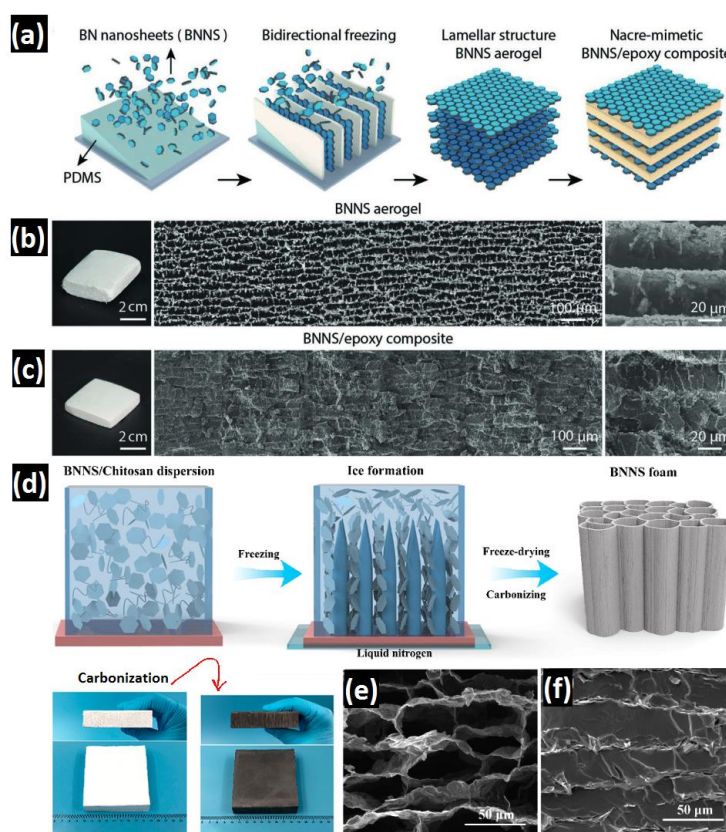 (a)
BN nanosheets (BNNS)
Bidirectional freezing
Lamellar structure
BNNS aerogel
Nacre-mimetic
BNNS/epoxy composite
PDMS
BNNS aerogel
(b)
2 cm
100 µm
20 µm
BNNS/epoxy composite
(c)
2 cm
100 µm
20 µm
(d)
BNNS/Chitosan dispersion
Ice formation
BNNS foam
Freezing
Freeze-drying
Carbonizing
Liquid nitrogen
Carbonization
(e)
50 µm
(f)
50 µm